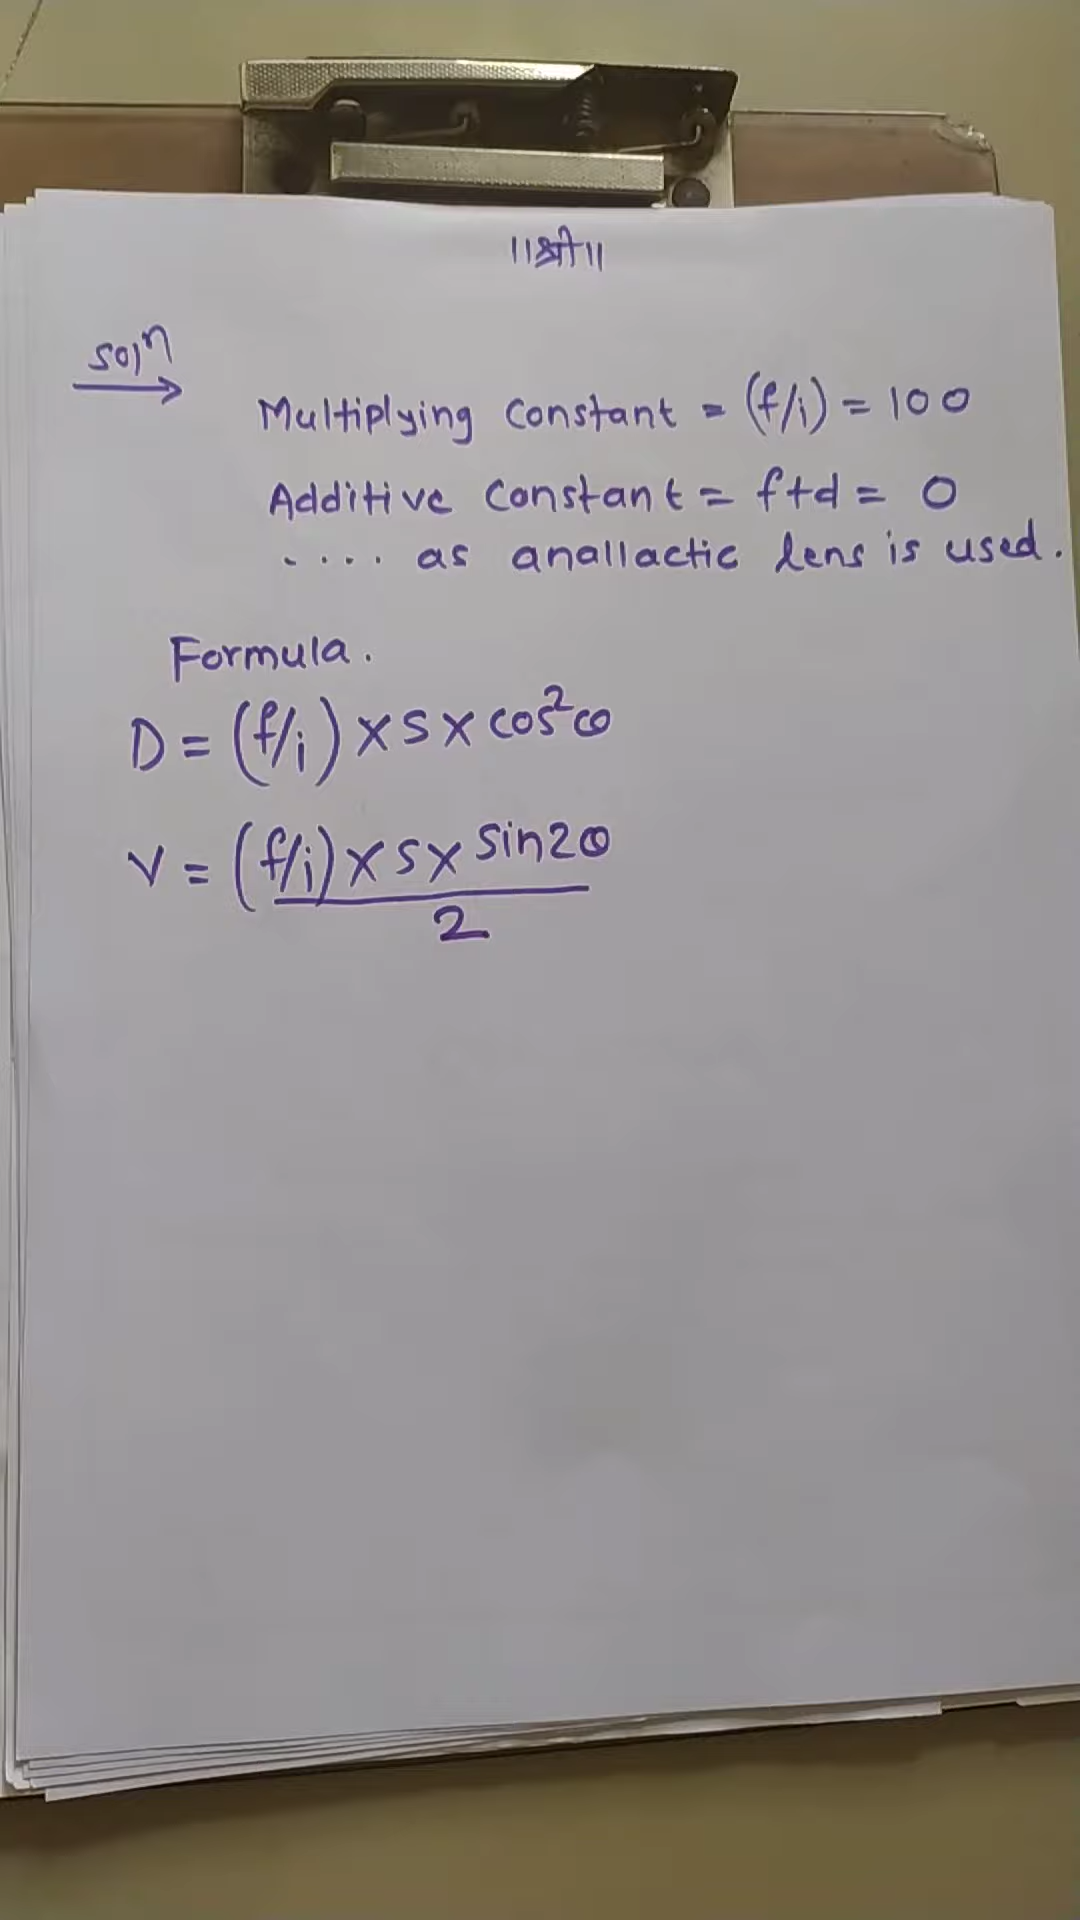 ॥श्री॥
Solⁿ
Multiplying Constant = (f/i) = 100
Additive Constant = f+d = 0
.... as anallactic lens is used.
Formula.
D = (f/i) × S × cos²θ
V = (f/i) × S × sin2θ
2